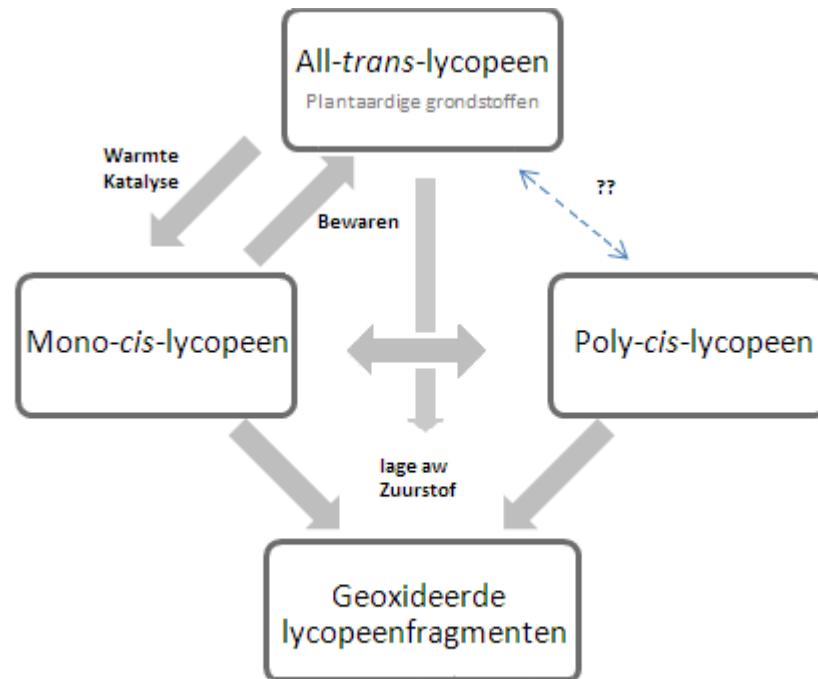 All-trans-lycopeen
Plantaardige grondstoffen
Warmte
Katalyse
Bewaren
??
Mono-cis-lycopeen
Poly-cis-lycopeen
lage aw
Zuurstof
Geoxideerde
lycopeenfragmenten